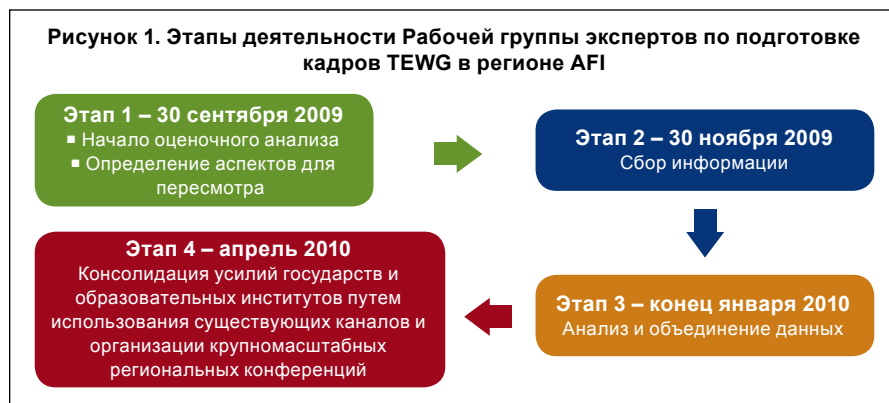 Рисунок 1. Этапы деятельности Рабочей группы экспертов по подготовке
кадров TEWG в регионе AFI
Этап 1 – 30 сентября 2009
▪ Начало оценочного анализа
▪ Определение аспектов для
пересмотра
Этап 2 – 30 ноября 2009
Сбор информации
Этап 3 – конец января 2010
Анализ и объединение данных
Этап 4 – апрель 2010
Консолидация усилий государств и
образовательных институтов путем
использования существующих каналов и
организации крупномасштабных
региональных конференций